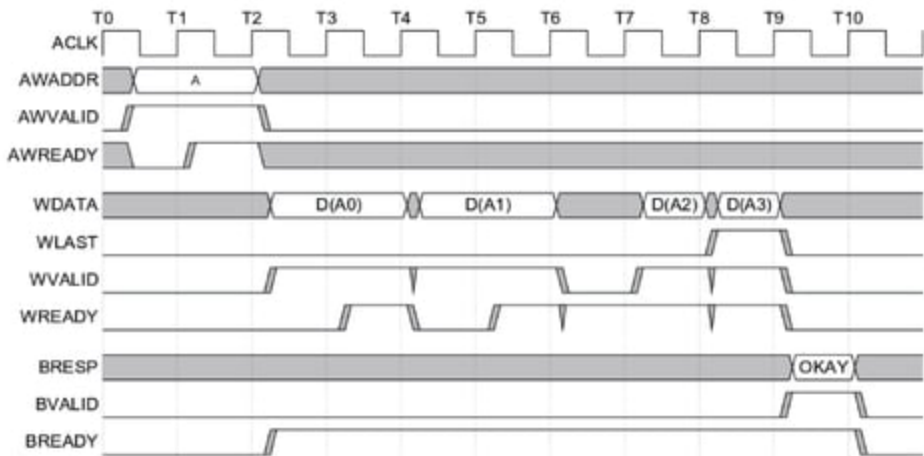 T0 T1 T2 T3 T4 T5 T6 T7 T8 T9 T10
ACLK
AWADDR A
AWVALID
AWREADY
WDATA D(A0) D(A1) D(A2) D(A3)
WLAST
WVALID
WREADY
BRESP OKAY
BVALID
BREADY